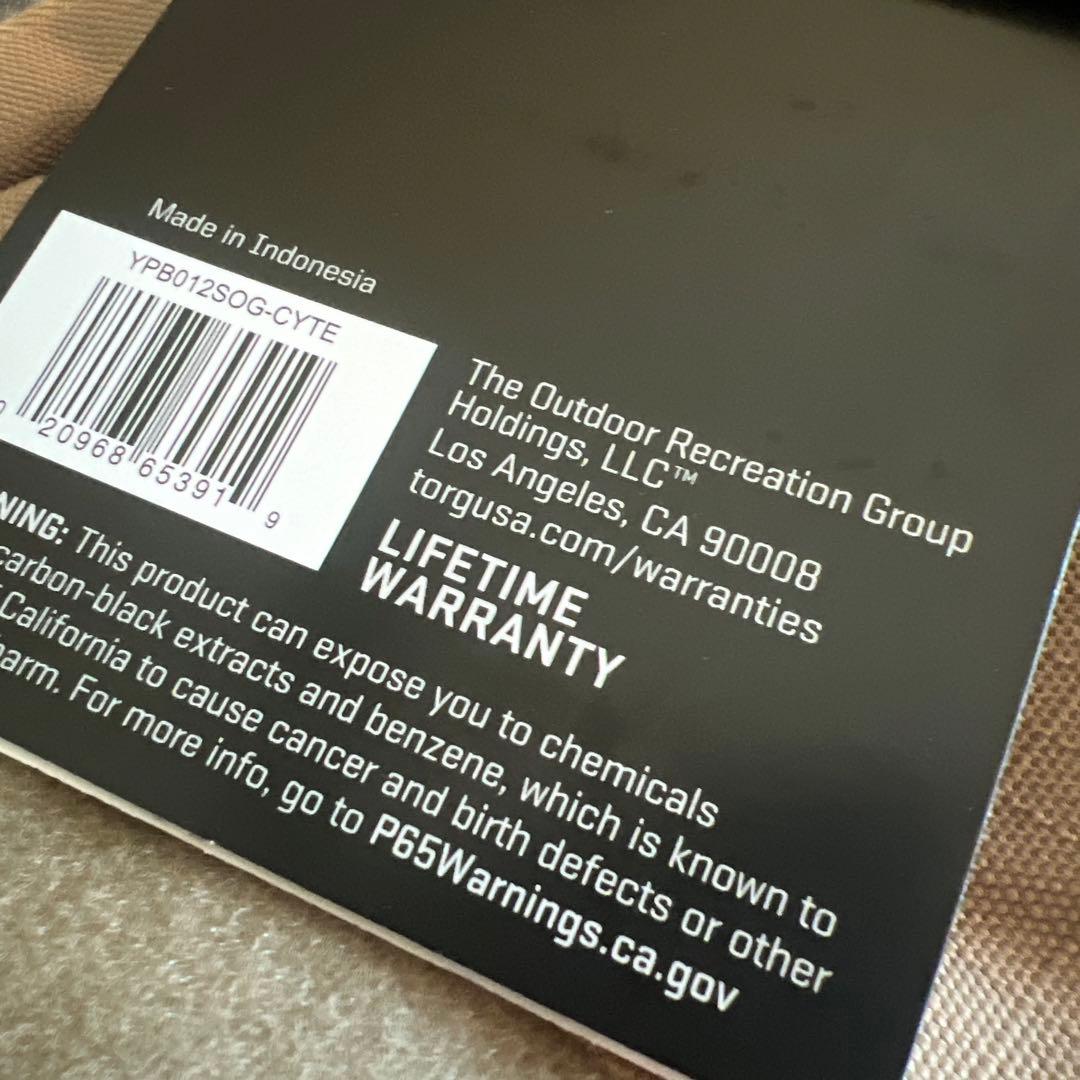 Made in Indonesia
YPB012SOG-CYTE
20968 65391 9
The Outdoor Recreation Group
Holdings, LLC™
Los Angeles, CA 90008
torgusa.com/warranties
LIFETIME
WARRANTY
NING: This product can expose you to chemicals
carbon-black extracts and benzene, which is known to
California to cause cancer and birth defects or other
arm. For more info, go to P65Warnings.ca.gov